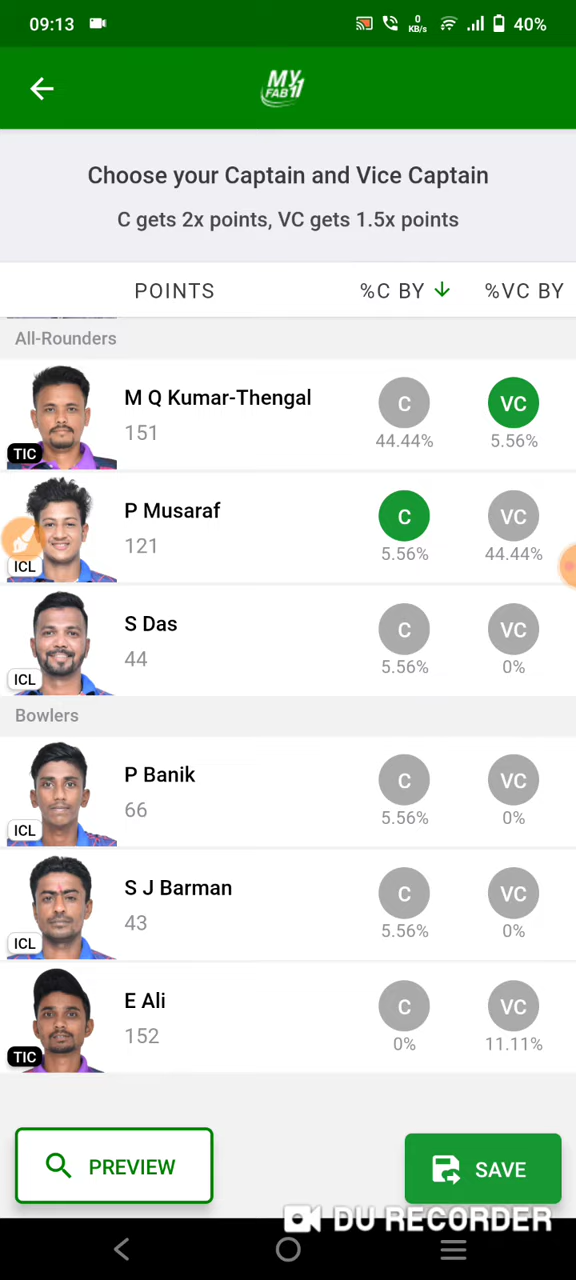 09:13
0
KB/s
40%
MY
FAB11
Choose your Captain and Vice Captain
C gets 2x points, VC gets 1.5x points
POINTS %C BY %VC BY
All-Rounders
M Q Kumar-Thengal
151
TIC
C VC
44.44% 5.56%
P Musaraf
121
ICL
C VC
5.56% 44.44%
S Das
44
ICL
C VC
5.56% 0%
Bowlers
P Banik
66
ICL
C VC
5.56% 0%
S J Barman
43
ICL
C VC
5.56% 0%
E Ali
152
TIC
C VC
0% 11.11%
PREVIEW SAVE
DU RECORDER